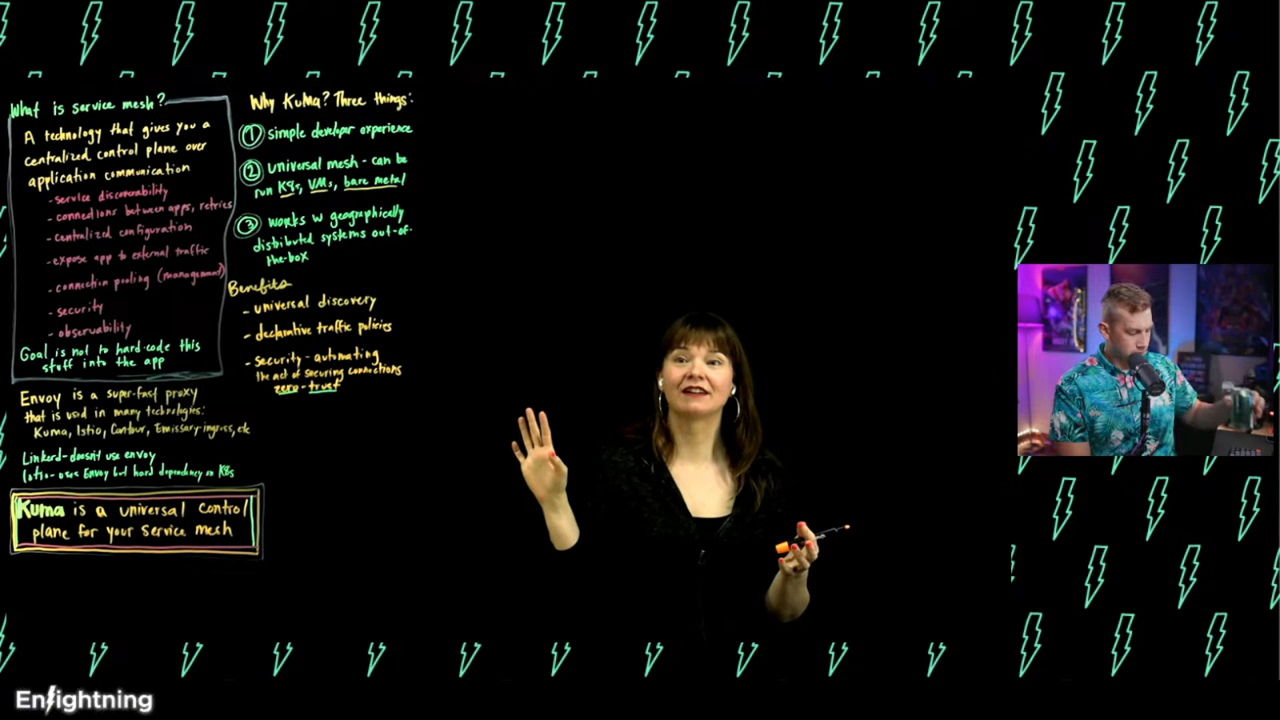 What is service mesh?
A technology that gives you a
centralized control plane over
application communication
- service discoverability
- connections between apps, retries
- centralized configuration
- expose app to external traffic
- connection pooling (management)
- security
- observability
Goal is not to hard-code this
stuff into the app
Envoy is a super-fast proxy
that is used in many technologies:
Kuma, Istio, Contour, Emissary-ingress, etc
Linkerd - doesn't use envoy
Istio - uses Envoy but hard dependency on K8s
Kuma is a universal control
plane for your service mesh
Why Kuma? Three things:
1 simple developer experience
2 universal mesh - can be
run K8s, VMs, bare metal
3 works w geographically
distributed systems out-of-
the-box
Benefits
- universal discovery
- declarative traffic policies
- security - automating
the act of securing connections
zero-trust
Enlightning